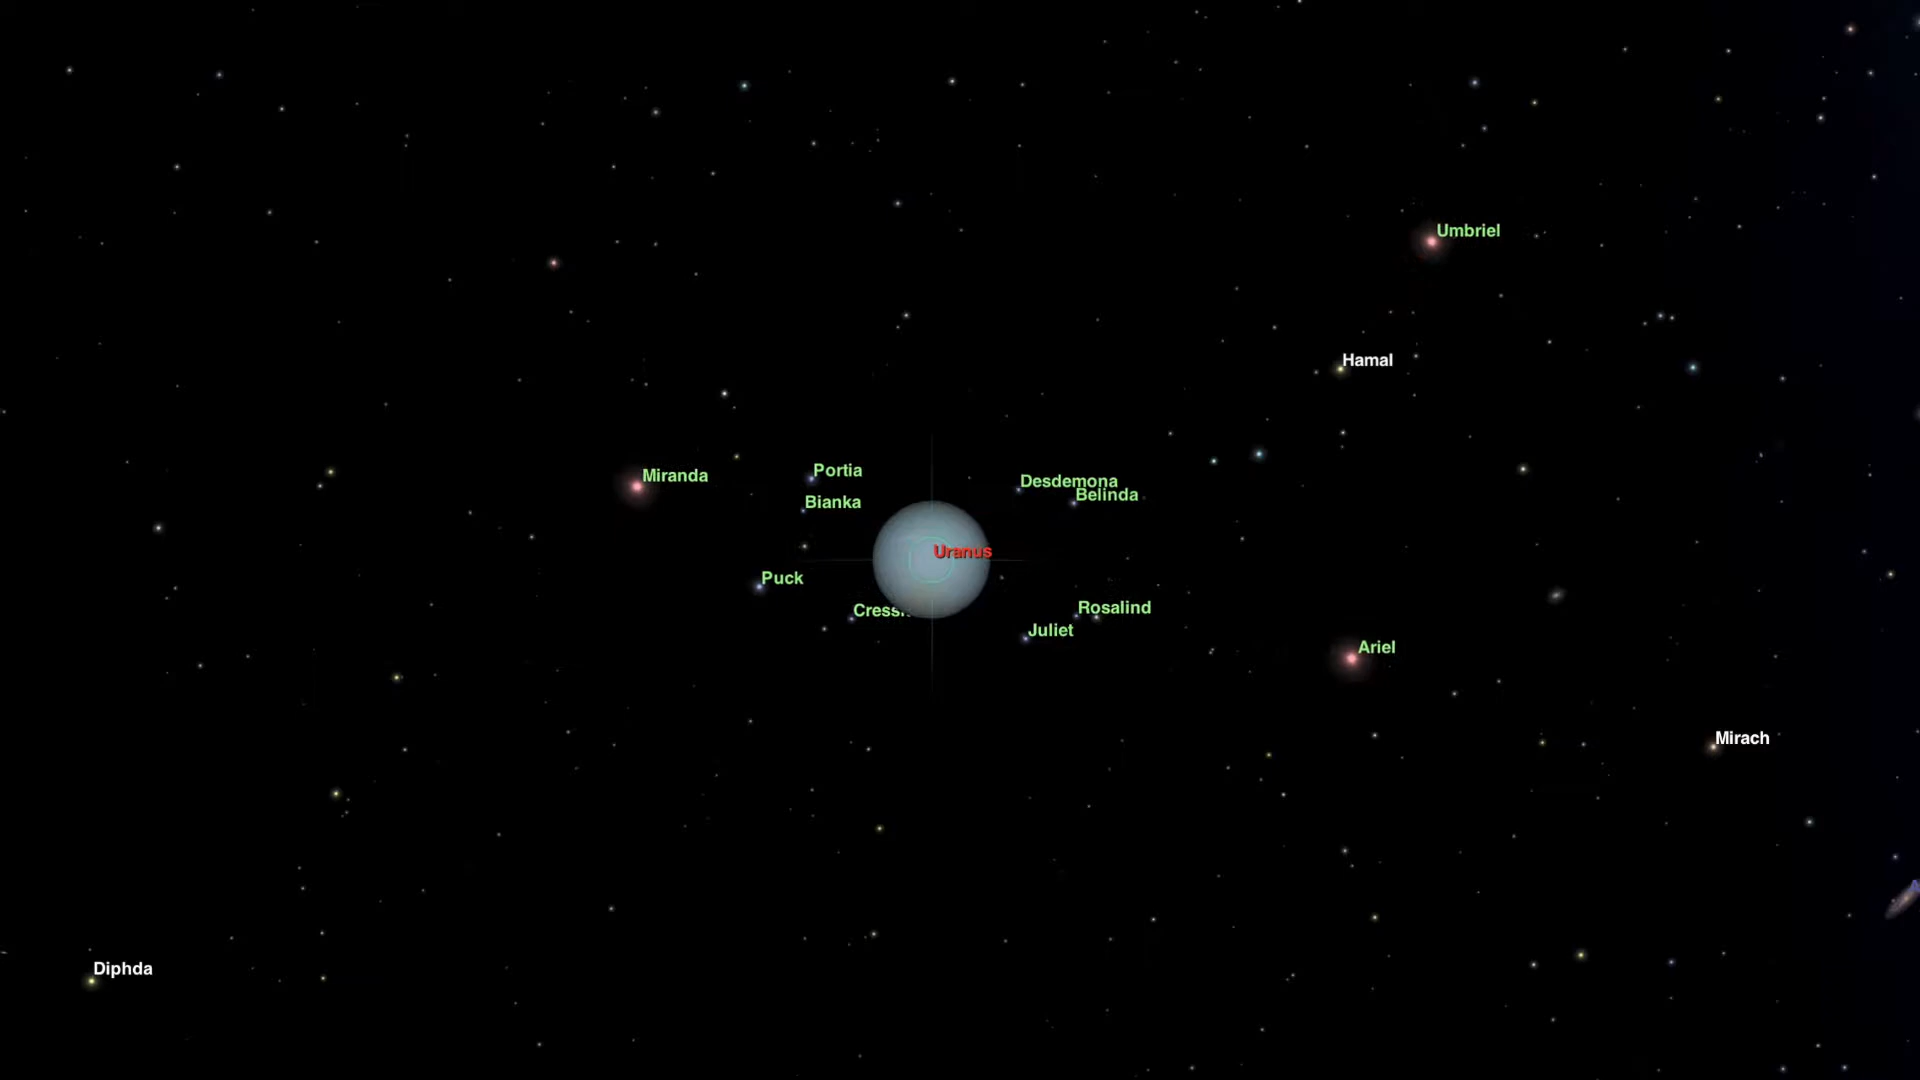 Umbriel
Hamal
Portia
Miranda
Desdemona
Belinda
Bianka
Uranus
Puck
Rosalind
Juliet
Ariel
Mirach
Diphda